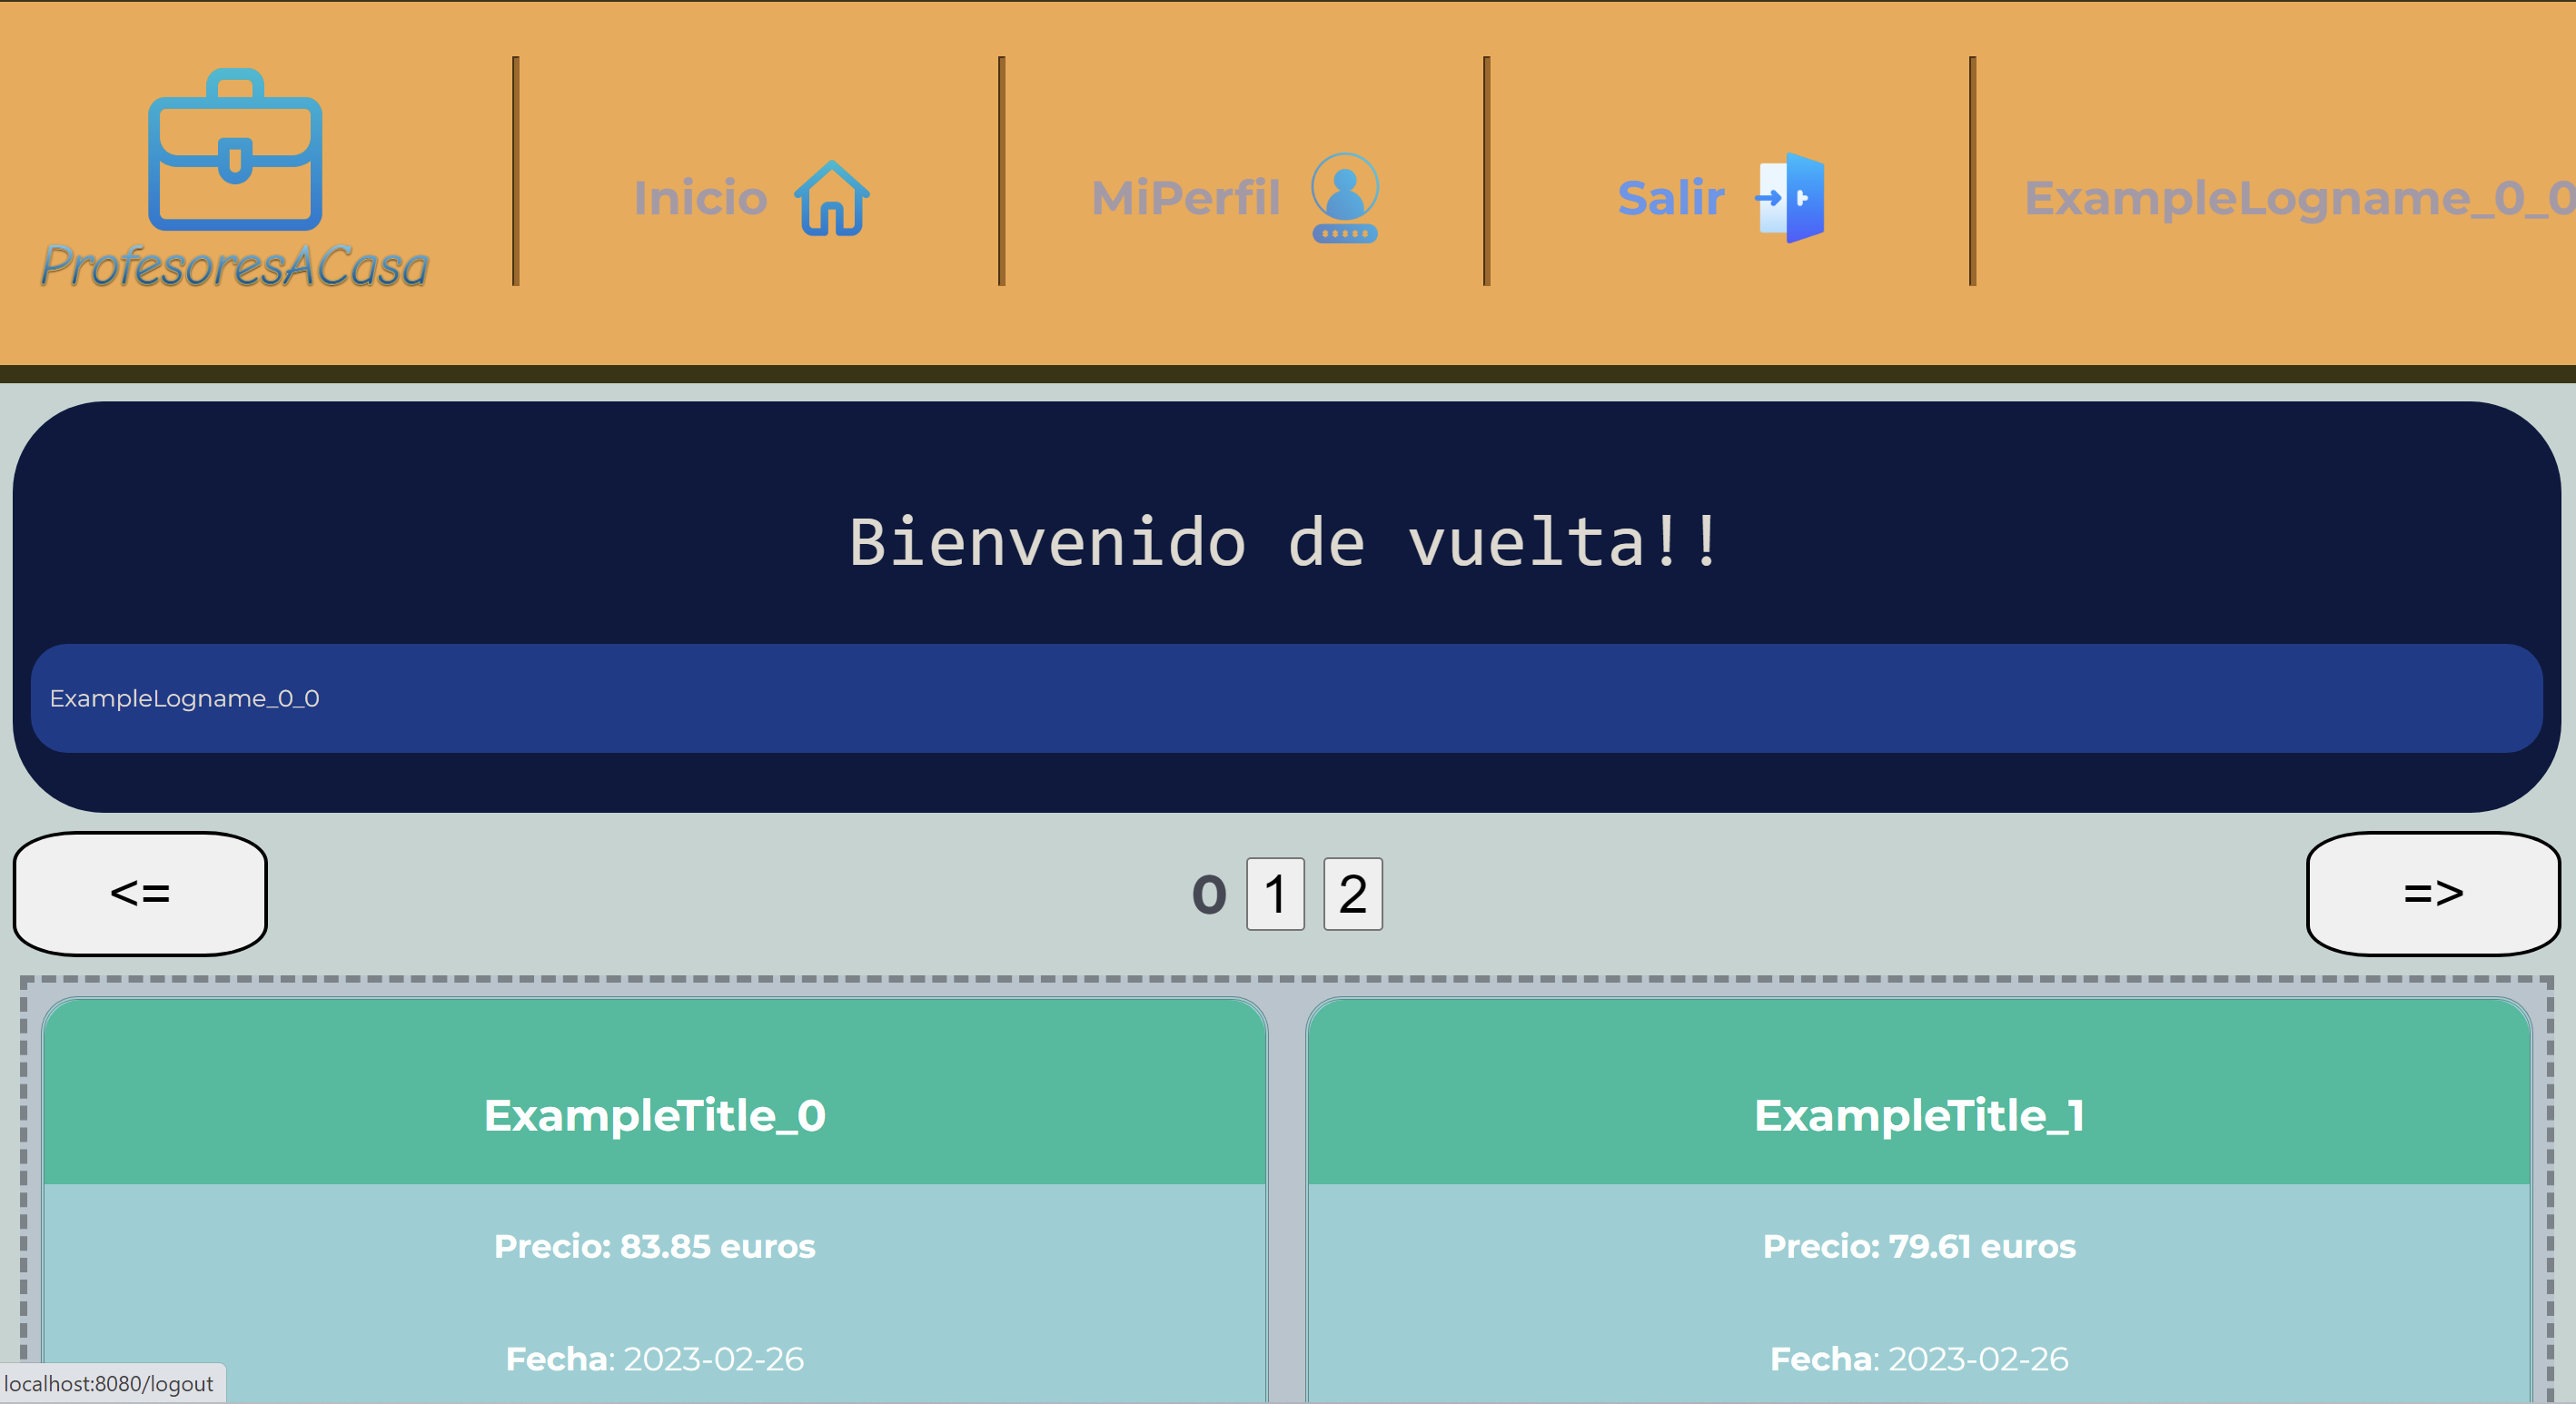 ProfesoresACasa
Inicio
MiPerfil
*****
Salir
ExampleLogname_0_0
Bienvenido de vuelta!!
ExampleLogname_0_0
<=
0 1 2
=>
ExampleTitle_0
Precio: 83.85 euros
Fecha: 2023-02-26
ExampleTitle_1
Precio: 79.61 euros
Fecha: 2023-02-26
localhost:8080/logout